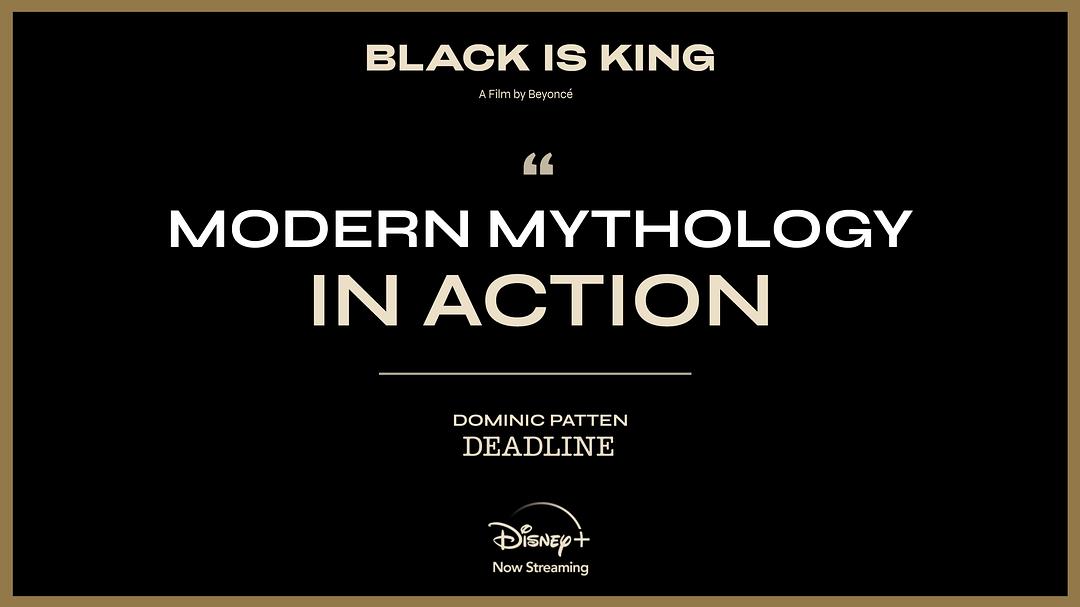 BLACK IS KING
A Film by Beyoncé
“
MODERN MYTHOLOGY
IN ACTION
DOMINIC PATTEN
DEADLINE
Disney+
Now Streaming